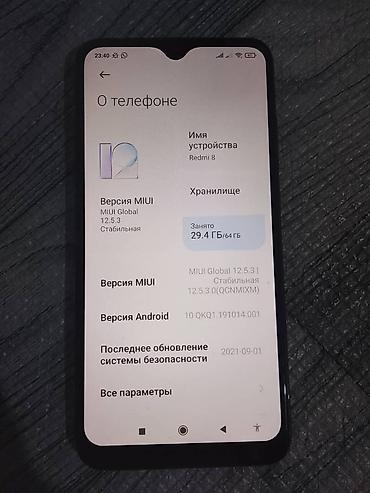 23:40
О телефоне
Имя
устройства
Redmi 8
Версия MIUI
MIUI Global
12.5.3
Стабильная
Хранилище
Занято
29.4 ГБ/64 ГБ
Версия MIUI
MIUI Global 12.5.3 |
Стабильная
12.5.3.0(QCNMIXM)
Версия Android
10 QKQ1.191014.001
Последнее обновление
системы безопасности
2021-09-01
Все параметры